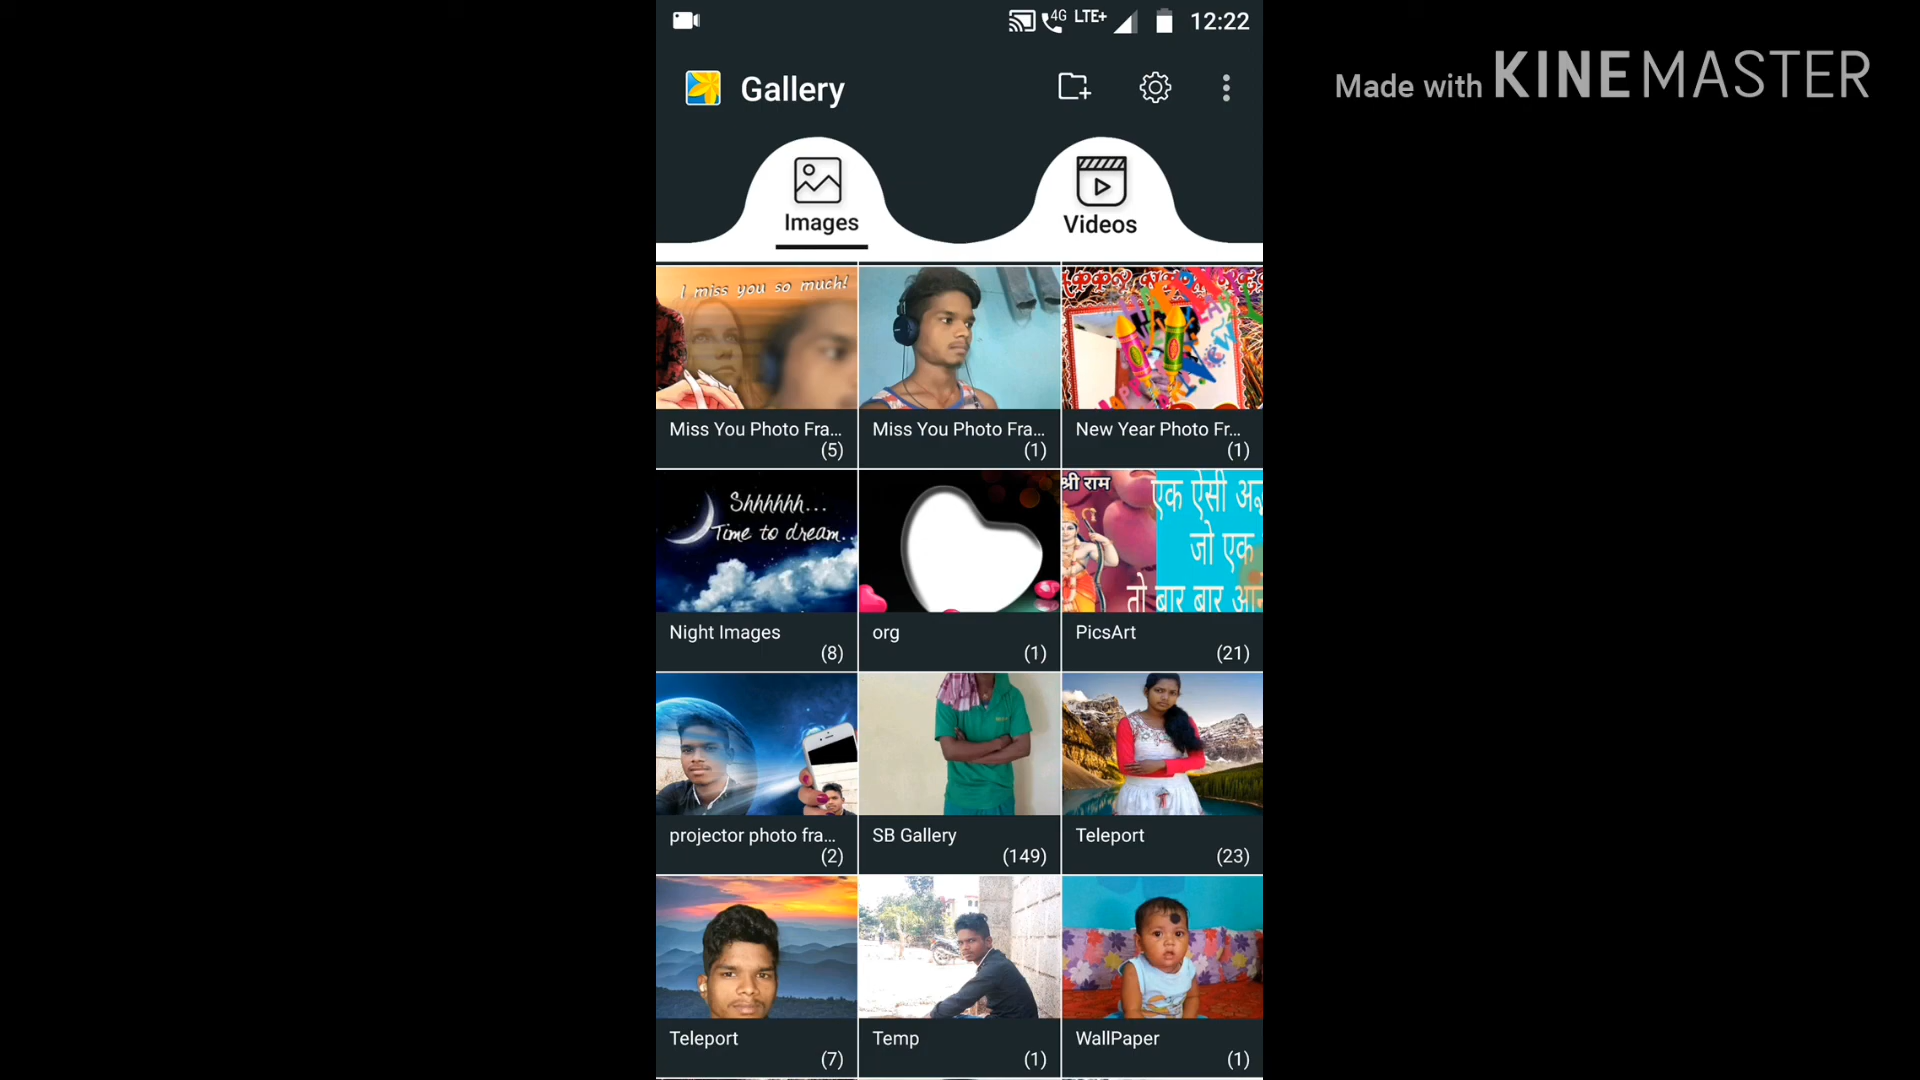 4G LTE+ 12:22
Made with KINEMASTER
Gallery
Images
Videos
I miss you so much!
Miss You Photo Fra...
(5)
Miss You Photo Fra...
(1)
New Year Photo Fr...
(1)
Shhhhhh...
Time to dream..
Night Images
(8)
org
(1)
श्री राम
एक ऐसी
जो एक
तो बार बार
PicsArt
(21)
projector photo fra...
(2)
SB Gallery
(149)
Teleport
(23)
Teleport
(7)
Temp
(1)
WallPaper
(1)